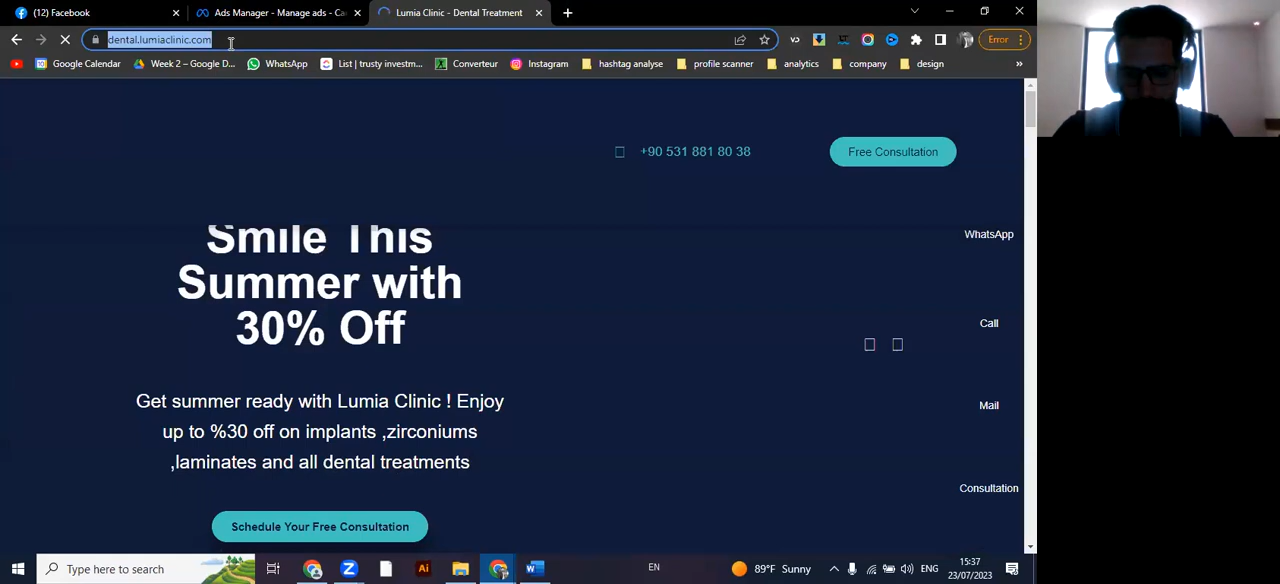 (12) Facebook
Ads Manager - Manage ads - Ca
Lumia Clinic - Dental Treatment
dental.lumiaclinic.com
Error
Google Calendar
Week 2 – Google D...
WhatsApp
List | trusty investm...
Converteur
Instagram
hashtag analyse
profile scanner
analytics
company
design
»
+90 531 881 80 38
Free Consultation
Smile This
Summer with
30% Off
WhatsApp
Call
Get summer ready with Lumia Clinic ! Enjoy
up to %30 off on implants ,zirconiums
,laminates and all dental treatments
Mail
Consultation
Schedule Your Free Consultation
Type here to search
EN
89°F Sunny
ENG
15:37
23/07/2023